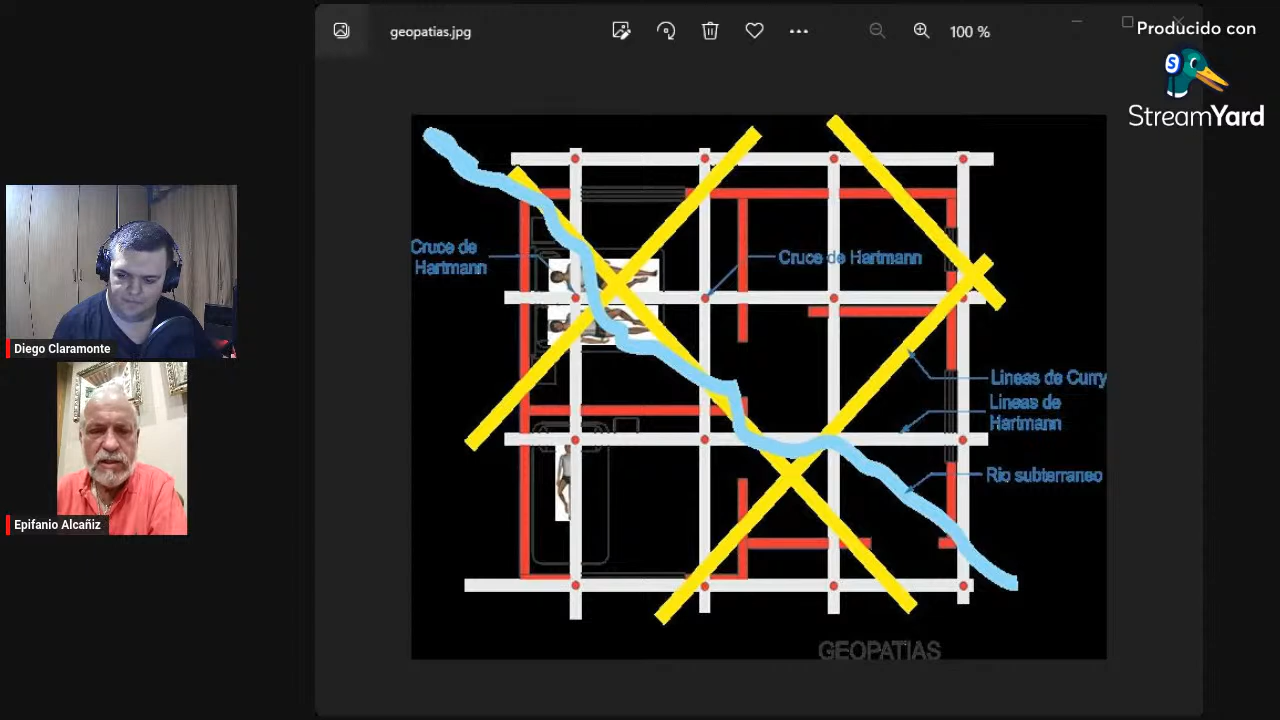 geopatias.jpg
100 %
Producido con
StreamYard
Cruce de
Hartmann
Cruce de Hartmann
Diego Claramonte
Lineas de Curry
Lineas de
Hartmann
Rio subterraneo
Epifanio Alcañiz
GEOPATIAS